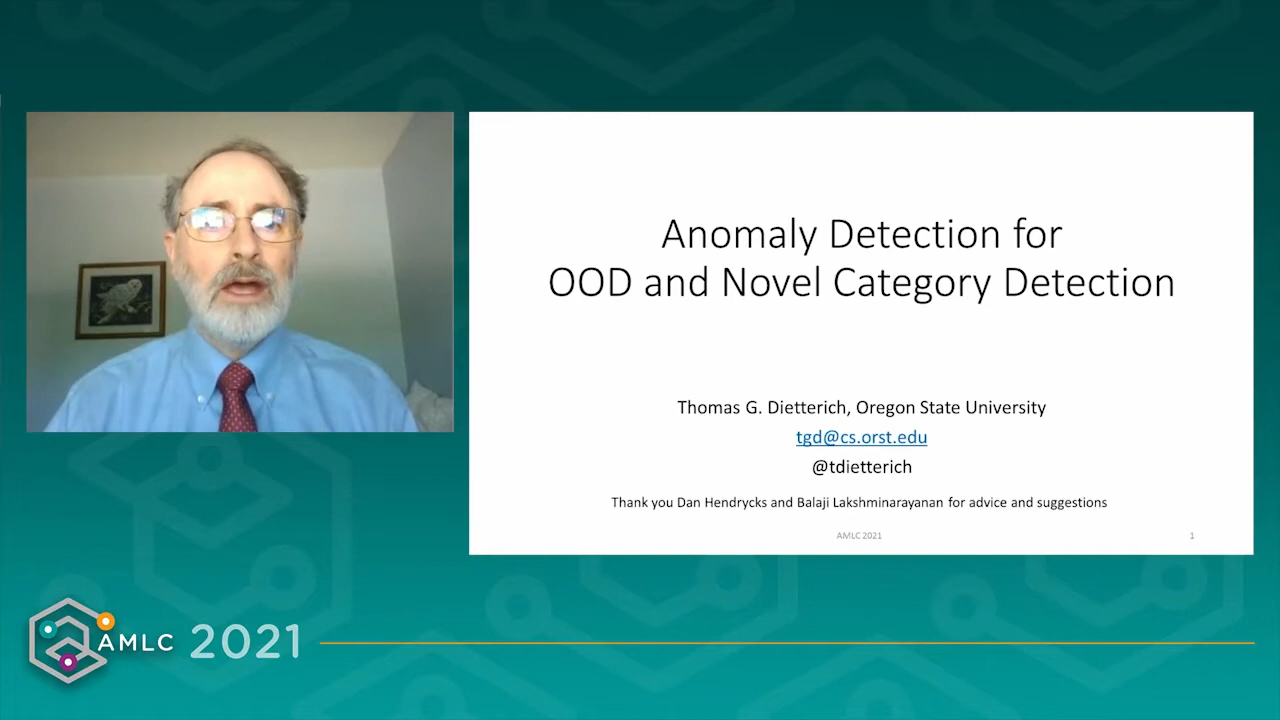 Anomaly Detection for
OOD and Novel Category Detection
Thomas G. Dietterich, Oregon State University
tgd@cs.orst.edu
@tdietterich
Thank you Dan Hendrycks and Balaji Lakshminarayanan for advice and suggestions
AMLC 2021
1
AMLC 2021